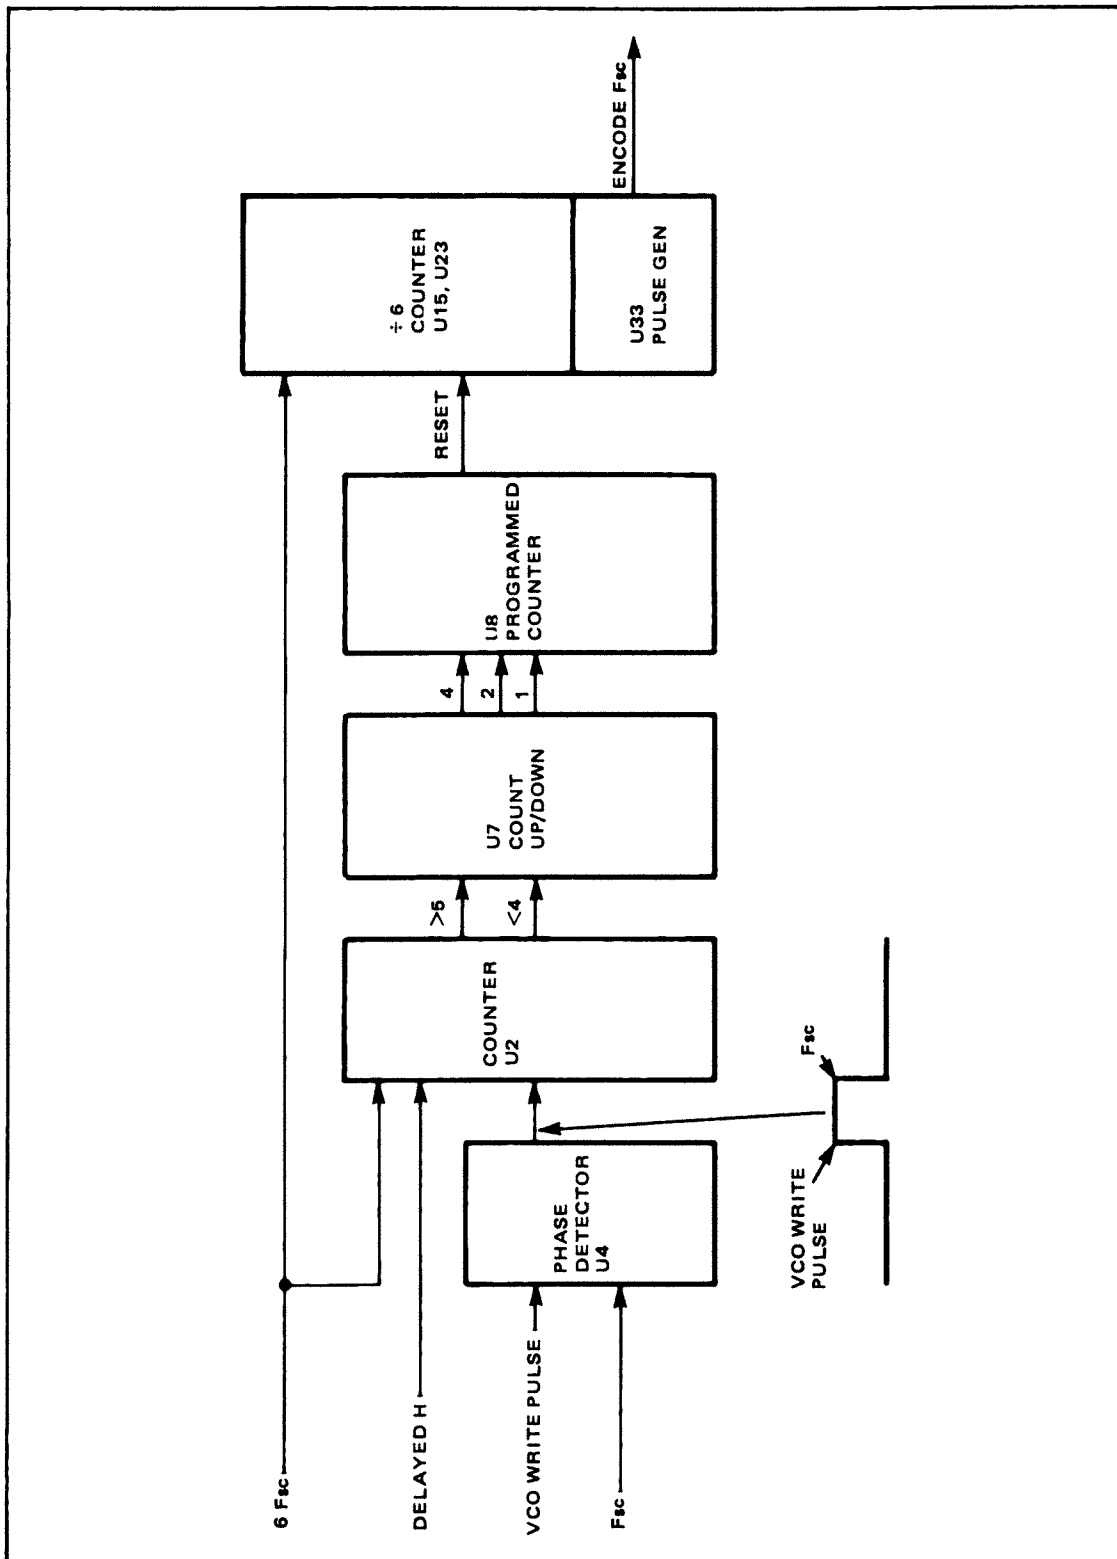 6 Fsc
DELAYED H
VCO WRITE PULSE
Fsc
PHASE
DETECTOR
U4
COUNTER
U2
>5
<4
U7
COUNT
UP/DOWN
4
2
1
U8
PROGRAMMED
COUNTER
RESET
÷ 6
COUNTER
U15, U23
U33
PULSE GEN
ENCODE Fsc
VCO WRITE
PULSE
Fsc